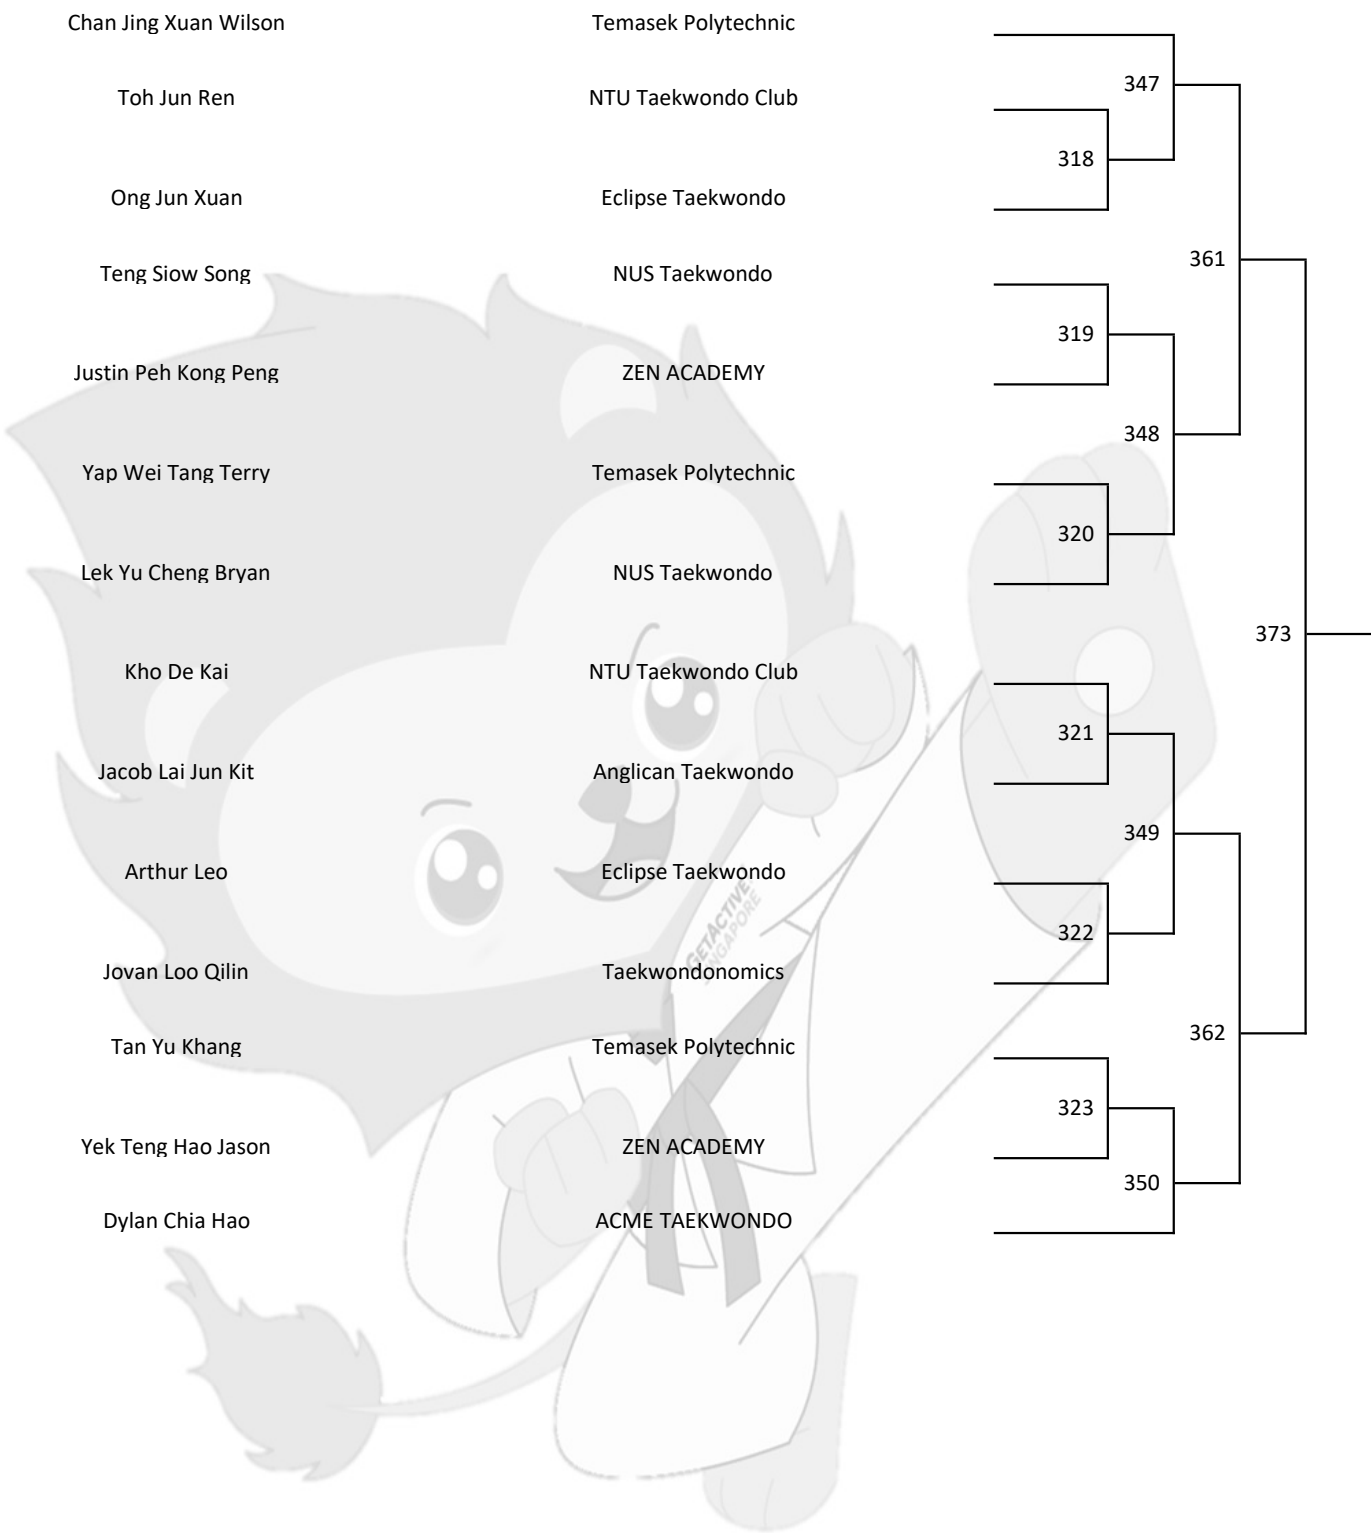 Chan Jing Xuan Wilson Temasek Polytechnic
347
Toh Jun Ren NTU Taekwondo Club
318
Ong Jun Xuan Eclipse Taekwondo
361
Teng Siow Song NUS Taekwondo
319
Justin Peh Kong Peng ZEN ACADEMY
348
Yap Wei Tang Terry Temasek Polytechnic
320
Lek Yu Cheng Bryan NUS Taekwondo
373
Kho De Kai NTU Taekwondo Club
321
Jacob Lai Jun Kit Anglican Taekwondo
349
Arthur Leo Eclipse Taekwondo
GETACTIVE
SINGAPORE
322
Jovan Loo Qilin Taekwondonomics
362
Tan Yu Khang Temasek Polytechnic
323
Yek Teng Hao Jason ZEN ACADEMY
350
Dylan Chia Hao ACME TAEKWONDO